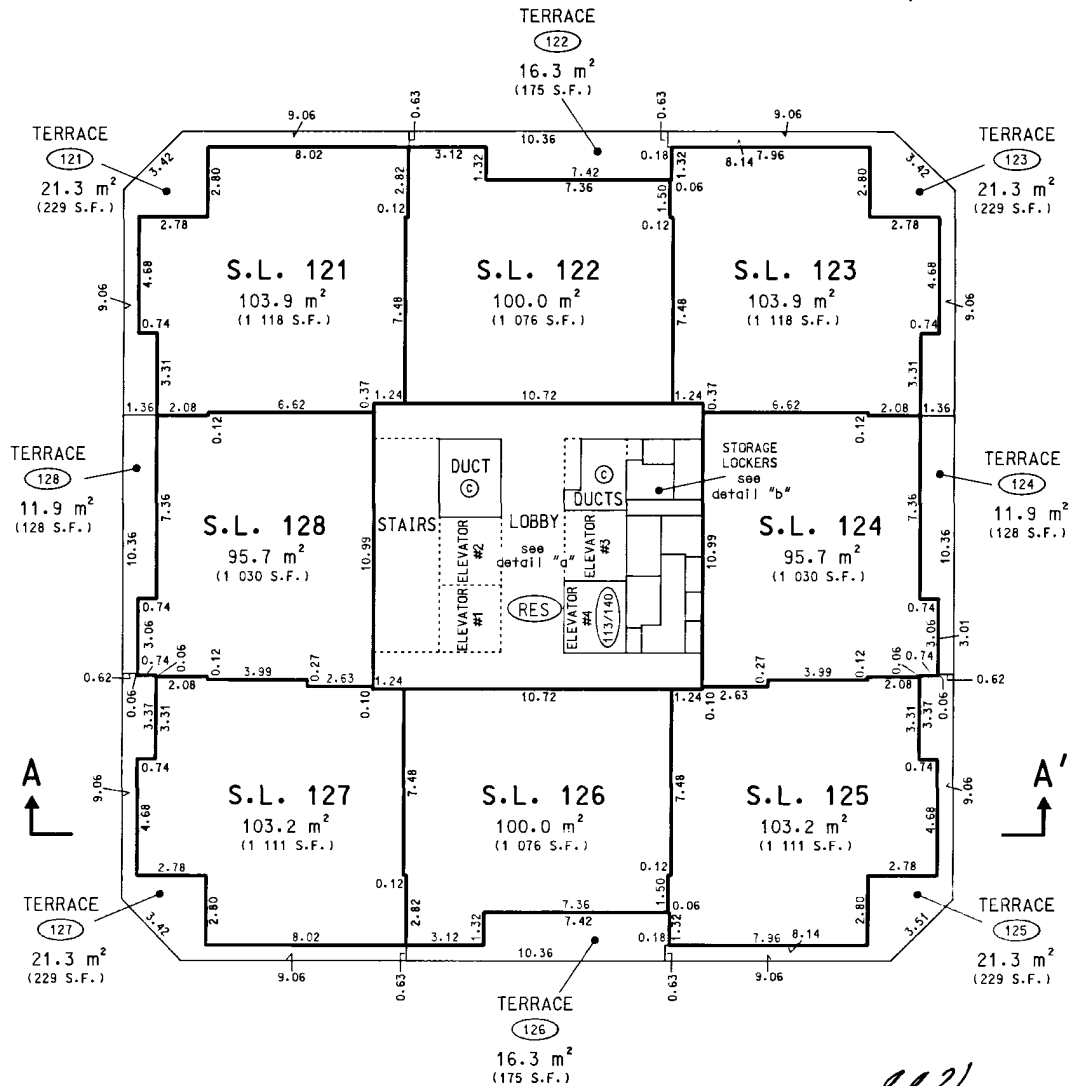 TERRACE
122
16.3 m²
(175 S.F.)
TERRACE
121
21.3 m²
(229 S.F.)
TERRACE
123
21.3 m²
(229 S.F.)
9.06
0.63
10.36
0.63
9.06
3.42
8.02
3.12
1.32
7.42
7.36
0.18
1.32
8.14
7.96
3.42
2.80
2.82
0.12
1.50
0.06
0.12
2.80
2.78
2.78
S.L. 121
103.9 m²
(1 118 S.F.)
S.L. 122
100.0 m²
(1 076 S.F.)
S.L. 123
103.9 m²
(1 118 S.F.)
9.06
4.68
7.48
7.48
4.68
9.06
0.74
3.31
0.74
3.31
1.36
2.08
0.12
6.62
0.37
1.24
10.72
1.24
0.37
6.62
0.12
2.08
1.36
TERRACE
128
11.9 m²
(128 S.F.)
10.36
7.36
S.L. 128
95.7 m²
(1 030 S.F.)
10.99
STAIRS
DUCT
C
ELEVATOR
#2
ELEVATOR
#1
LOBBY
see
detail "a"
RES
C
DUCTS
ELEVATOR
#3
ELEVATOR
#4
113/140
STORAGE
LOCKERS
see
detail "b"
10.99
S.L. 124
95.7 m²
(1 030 S.F.)
7.36
10.36
TERRACE
124
11.9 m²
(128 S.F.)
0.74
3.06
0.74
0.06
0.12
3.99
0.27
2.63
1.24
10.72
1.24
2.63
0.27
3.99
0.12
0.06
0.74
3.06
3.01
0.74
0.62
0.06
2.08
0.10
0.10
2.08
0.06
0.62
3.37
3.31
3.31
3.37
0.74
0.74
A
9.06
4.68
S.L. 127
103.2 m²
(1 111 S.F.)
7.48
S.L. 126
100.0 m²
(1 076 S.F.)
7.48
S.L. 125
103.2 m²
(1 111 S.F.)
4.68
9.06
A'
2.78
2.80
0.12
2.82
0.12
1.50
0.06
2.80
2.78
TERRACE
127
21.3 m²
(229 S.F.)
3.42
8.02
3.12
1.32
7.36
7.42
0.18
1.32
7.96
8.14
3.51
TERRACE
125
21.3 m²
(229 S.F.)
9.06
0.63
10.36
0.63
9.06
TERRACE
126
16.3 m²
(175 S.F.)